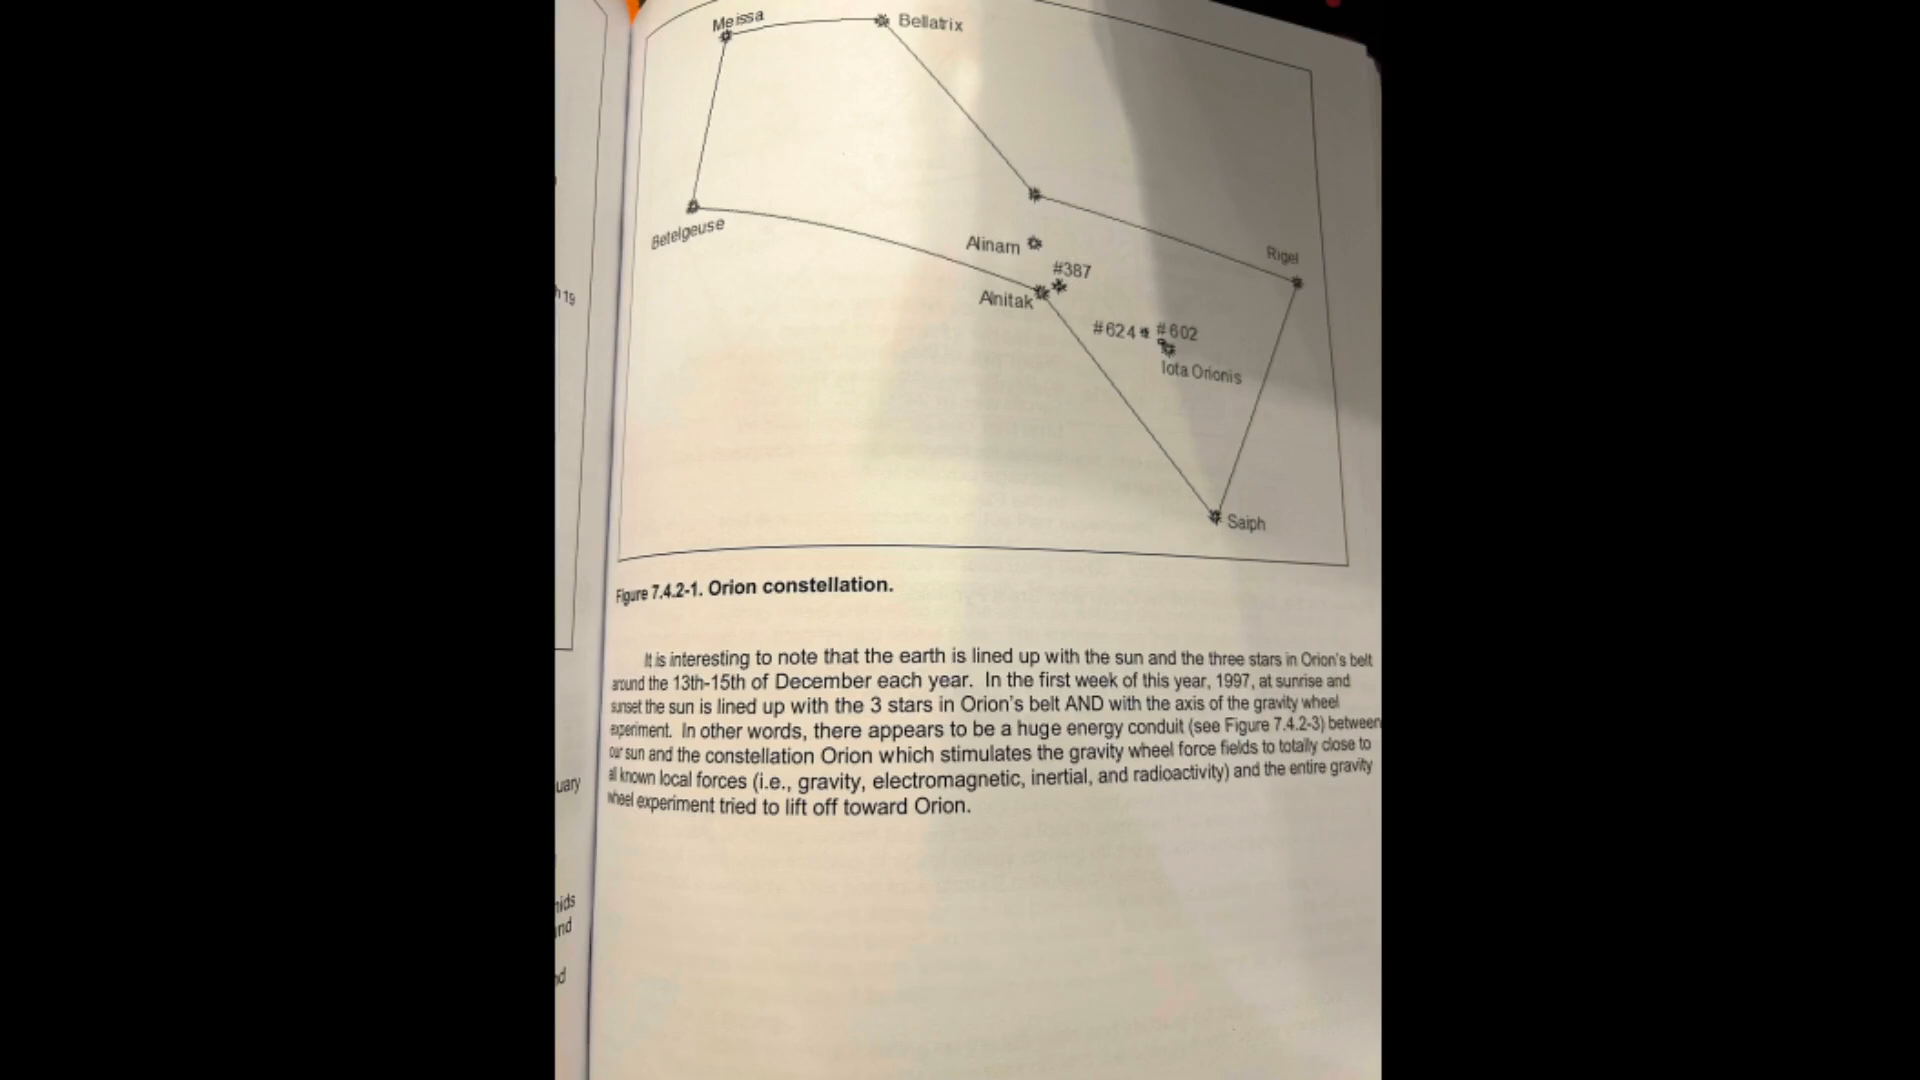 Meissa
Bellatrix
Betelgeuse
Alinam
Rigel
#387
Alnitak
#624 #602
Iota Orionis
Saiph
Figure 7.4.2-1. Orion constellation.
It is interesting to note that the earth is lined up with the sun and the three stars in Orion's belt
around the 13th-15th of December each year. In the first week of this year, 1997, at sunrise and
sunset the sun is lined up with the 3 stars in Orion's belt AND with the axis of the gravity wheel
experiment. In other words, there appears to be a huge energy conduit (see Figure 7.4.2-3) between
our sun and the constellation Orion which stimulates the gravity wheel force fields to totally close to
all known local forces (i.e., gravity, electromagnetic, inertial, and radioactivity) and the entire gravity
wheel experiment tried to lift off toward Orion.